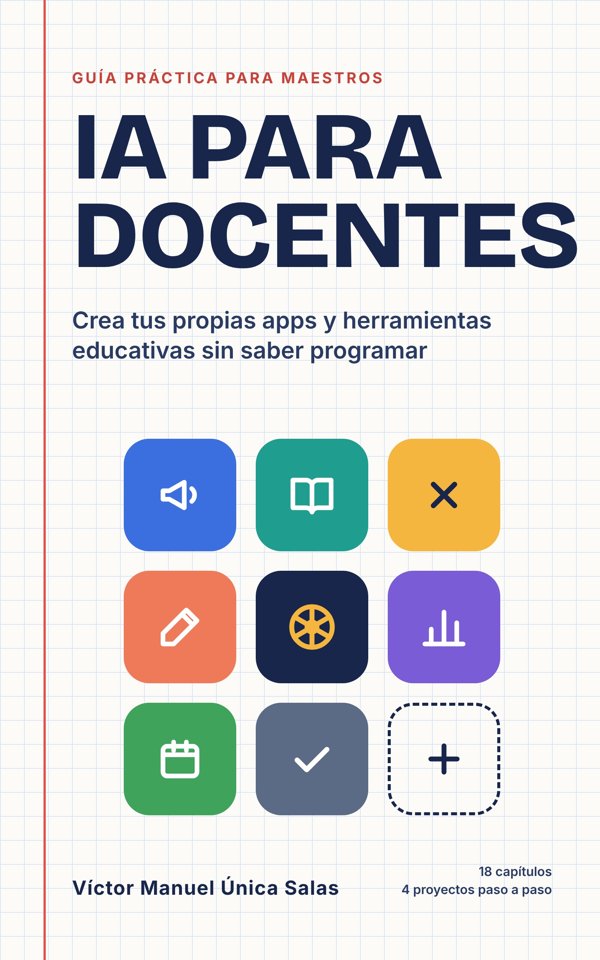 GUÍA PRÁCTICA PARA MAESTROS
IA PARA
DOCENTES
Crea tus propias apps y herramientas
educativas sin saber programar
Víctor Manuel Única Salas
18 capítulos
4 proyectos paso a paso